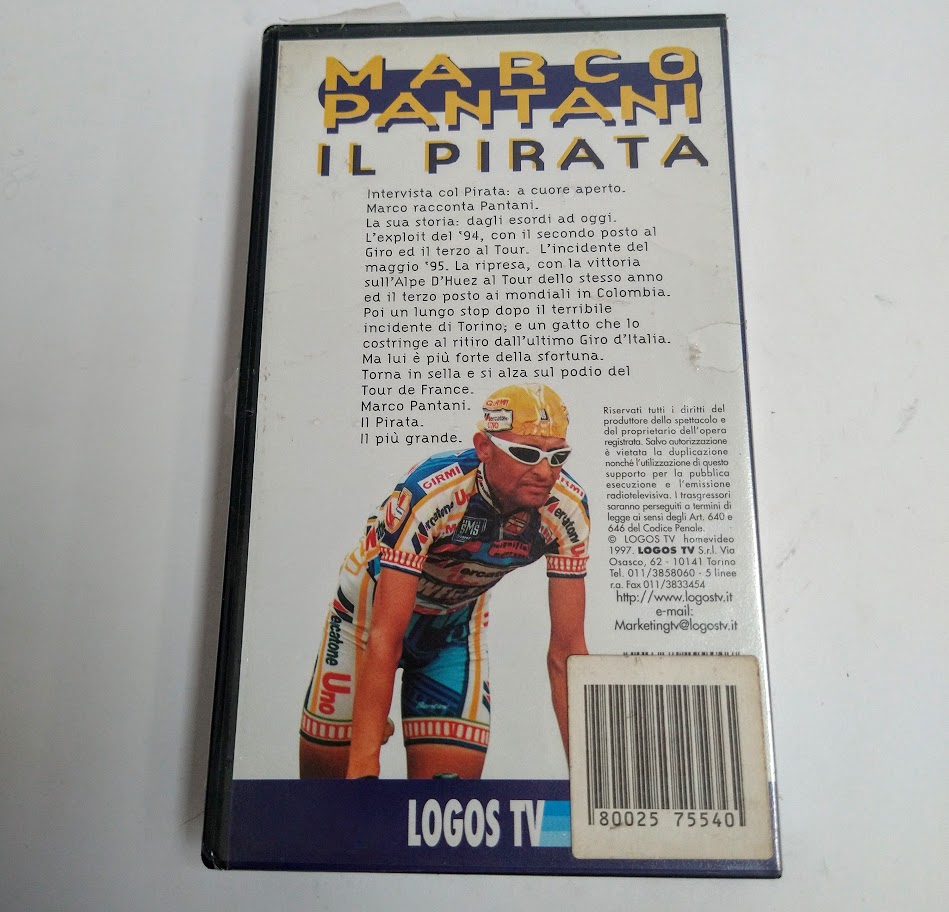 MARCO
PANTANI
IL PIRATA
Intervista col Pirata: a cuore aperto.
Marco racconta Pantani.
La sua storia: dagli esordi ad oggi.
L'exploit del '94, con il secondo posto al
Giro ed il terzo al Tour. L'incidente del
maggio '95. La ripresa, con la vittoria
sull'Alpe D'Huez al Tour dello stesso anno
ed il terzo posto ai mondiali in Colombia.
Poi un lungo stop dopo il terribile
incidente di Torino; e un gatto che lo
costringe al ritiro dall'ultimo Giro d'Italia.
Ma lui è più forte della sfortuna.
Torna in sella e si alza sul podio del
Tour de France.
Marco Pantani.
Il Pirata.
Il più grande.
Riservati tutti i diritti del
produttore dello spettacolo e
del proprietario dell'opera
registrata. Salvo autorizzazione
è vietata la duplicazione
nonché l'utilizzazione di questo
supporto per la pubblica
esecuzione e l'emissione
radiotelevisiva. I trasgressori
saranno perseguiti a termini di
legge ai sensi degli Art. 640 e
646 del Codice Penale.
© LOGOS TV homevideo
1997. LOGOS TV S.r.l. Via
Osasco, 62 - 10141 Torino
Tel. 011/3858060 - 5 linee
r.a. Fax 011/3833454
http://www.logostv.it
e-mail:
Marketingtv@logostv.it
Mercatone
UNO
GIRMI
Mercatone Uno
SMS
Mercatone Uno
Mercatone Uno
LOGOS TV
80025 75540